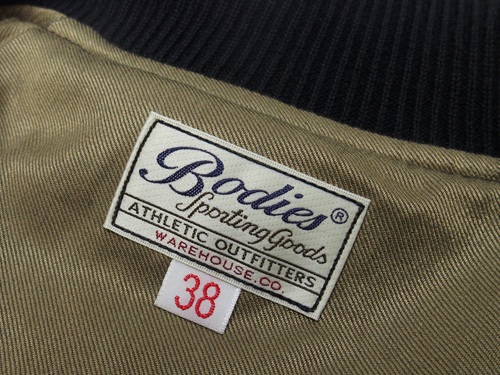 Bodies®
Sporting Goods
ATHLETIC OUTFITTERS
WAREHOUSE.CO.
38